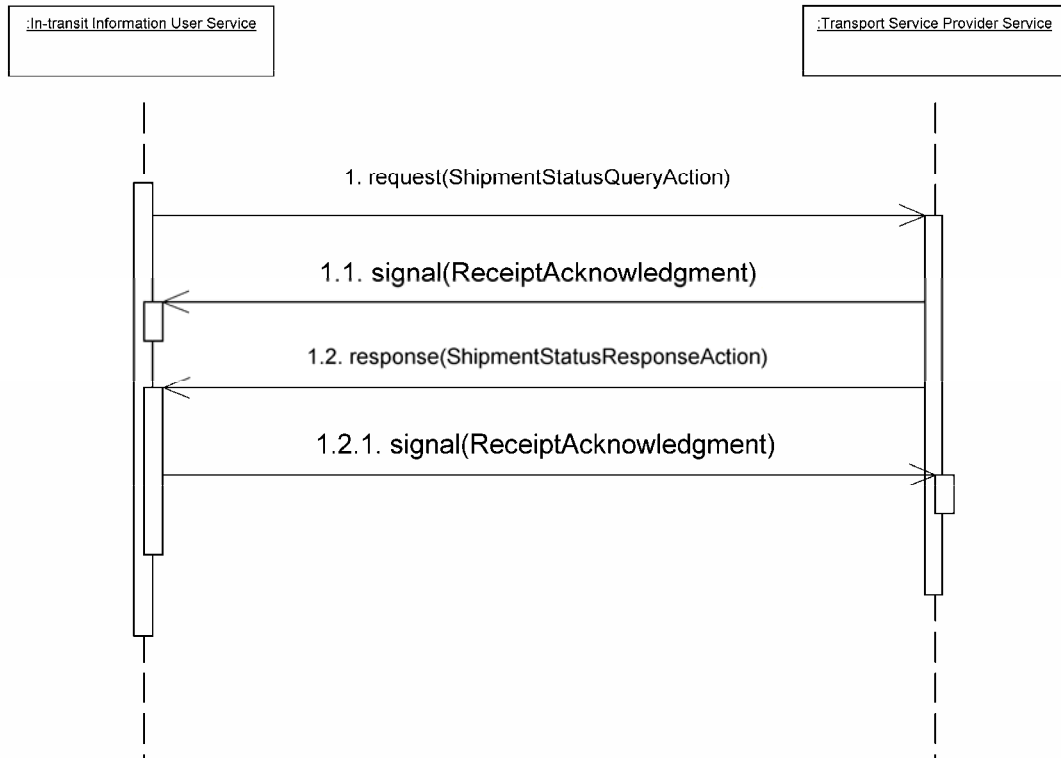 :In-transit Information User Service
:Transport Service Provider Service
1. request(ShipmentStatusQueryAction)
1.1. signal(ReceiptAcknowledgment)
1.2. response(ShipmentStatusResponseAction)
1.2.1. signal(ReceiptAcknowledgment)